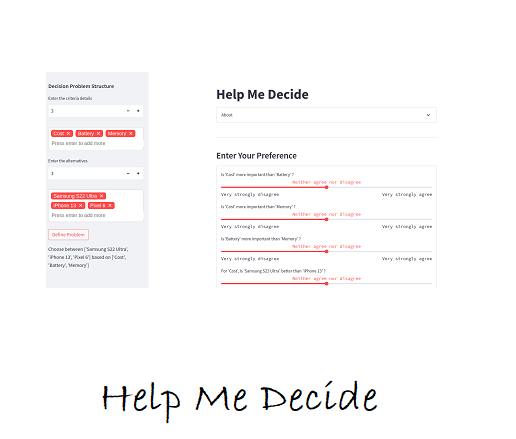 Decision Problem Structure
Enter the criteria details
3 − +
Cost × Battery × Memory ×
Press enter to add more
Enter the alternatives
3 − +
Samsung S22 Ultra ×
iPhone 13 × Pixel 6 ×
Press enter to add more
Define Problem
Choose between ['Samsung S22 Ultra',
'iPhone 13', 'Pixel 6'] based on ['Cost',
'Battery', 'Memory']
Help Me Decide
About
Enter Your Preference
Is 'Cost' more important than 'Battery'?
Neither agree nor disagree
Very strongly disagree Very strongly agree
Is 'Cost' more important than 'Memory'?
Neither agree nor disagree
Very strongly disagree Very strongly agree
Is 'Battery' more important than 'Memory'?
Neither agree nor disagree
Very strongly disagree Very strongly agree
For 'Cost', is 'Samsung S22 Ultra' better than 'iPhone 13'?
Neither agree nor disagree
Help Me Decide